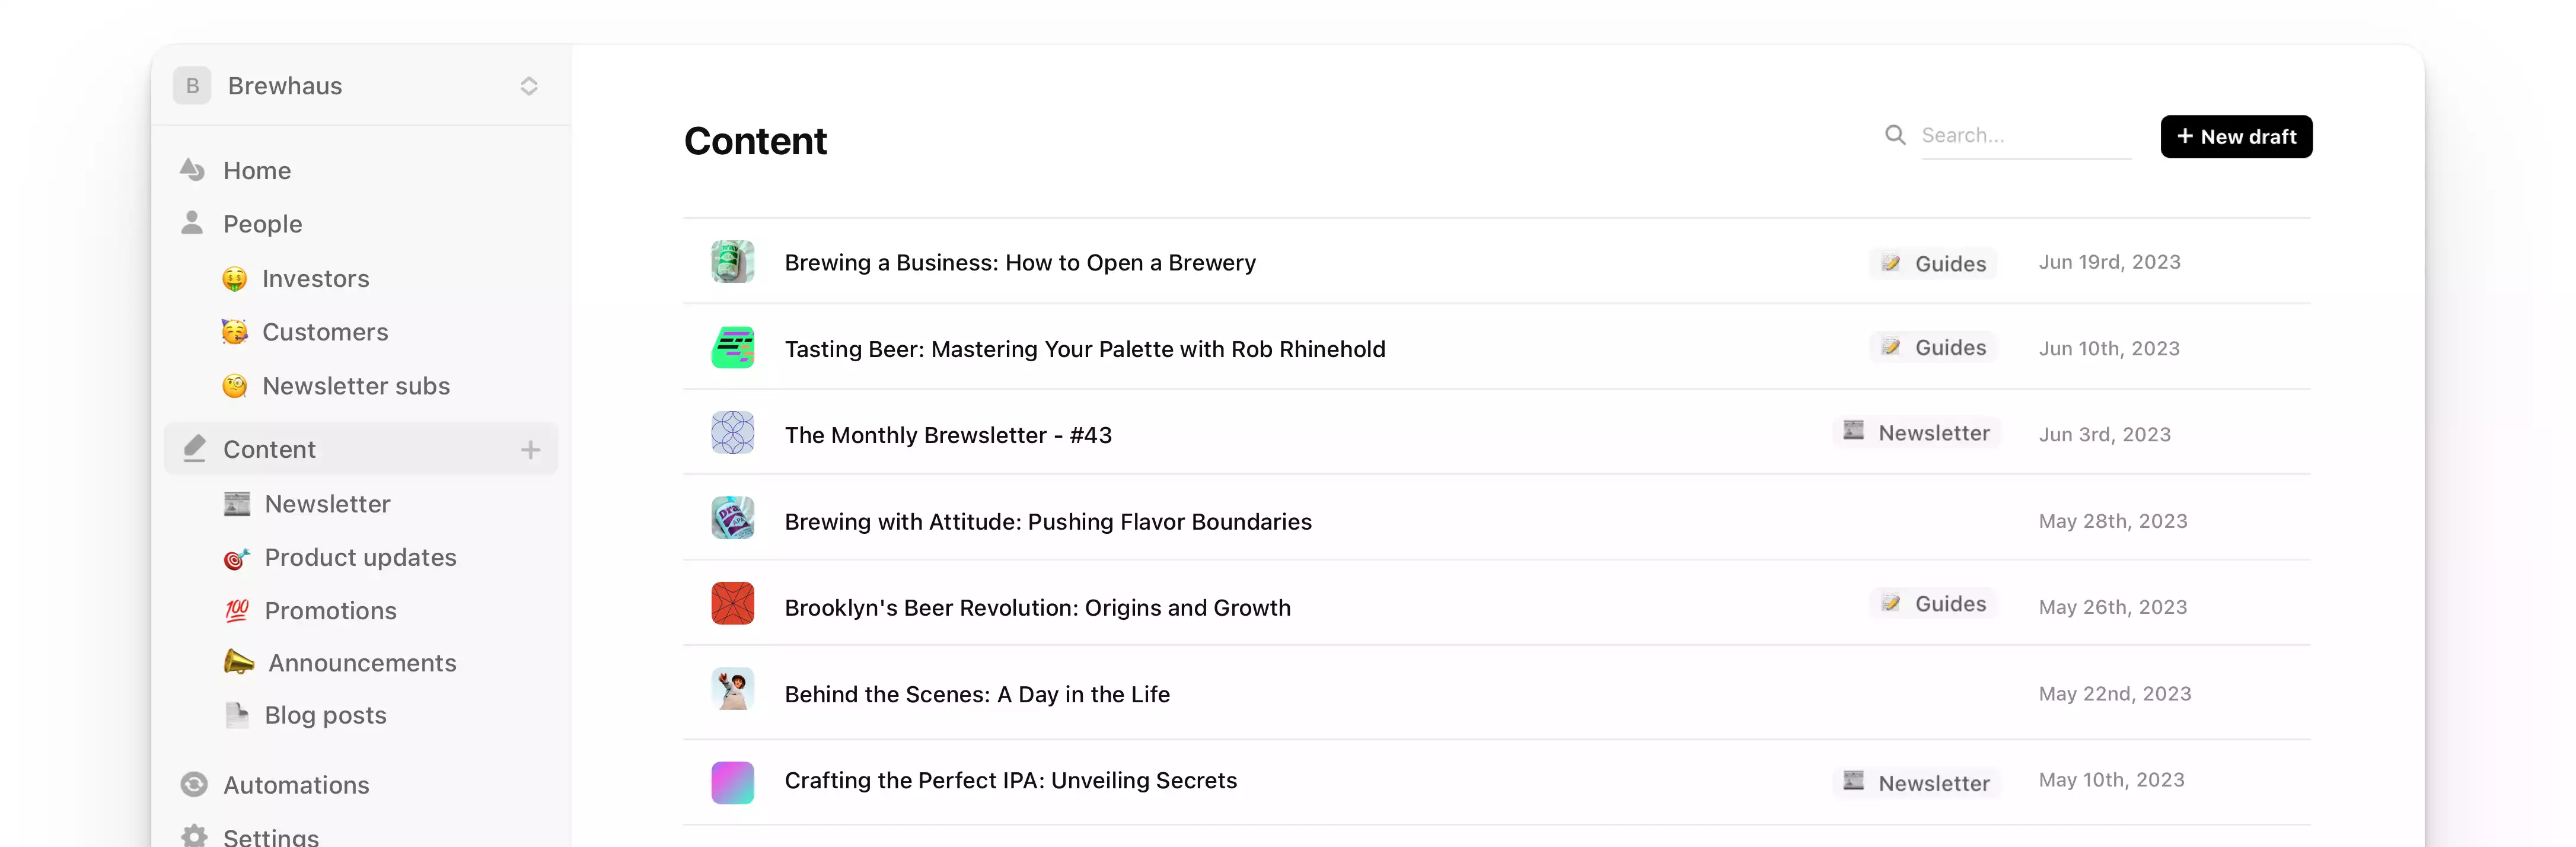 B Brewhaus
Home
People
Investors
Customers
Newsletter subs
Content
Newsletter
Product updates
Promotions
Announcements
Blog posts
Automations
Settings
Content
Search...
+ New draft
Brewing a Business: How to Open a Brewery Guides Jun 19rd, 2023
Tasting Beer: Mastering Your Palette with Rob Rhinehold Guides Jun 10th, 2023
The Monthly Brewsletter - #43 Newsletter Jun 3rd, 2023
Brewing with Attitude: Pushing Flavor Boundaries May 28th, 2023
Brooklyn's Beer Revolution: Origins and Growth Guides May 26th, 2023
Behind the Scenes: A Day in the Life May 22nd, 2023
Crafting the Perfect IPA: Unveiling Secrets Newsletter May 10th, 2023